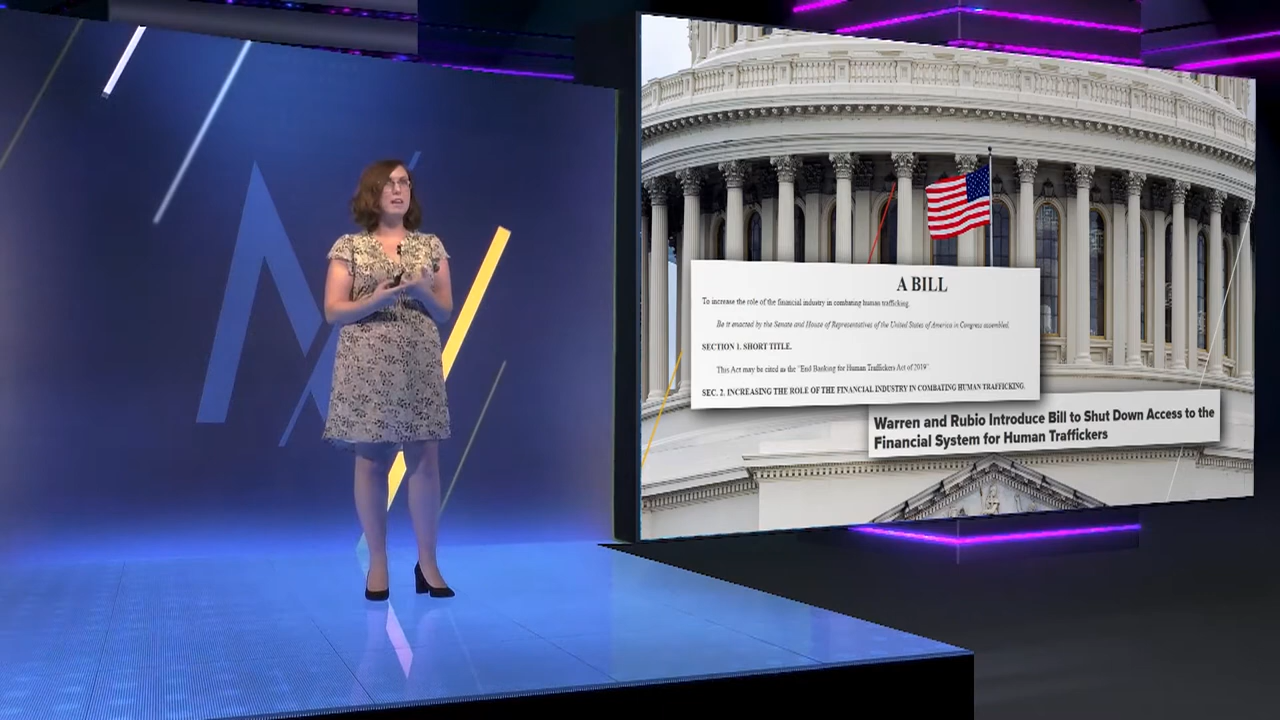 A BILL
To increase the role of the financial industry in combating human trafficking.
Be it enacted by the Senate and House of Representatives of the United States of America in Congress assembled,
SECTION 1. SHORT TITLE.
This Act may be cited as the "End Banking for Human Traffickers Act of 2019".
SEC. 2. INCREASING THE ROLE OF THE FINANCIAL INDUSTRY IN COMBATING HUMAN TRAFFICKING.
Warren and Rubio Introduce Bill to Shut Down Access to the
Financial System for Human Traffickers